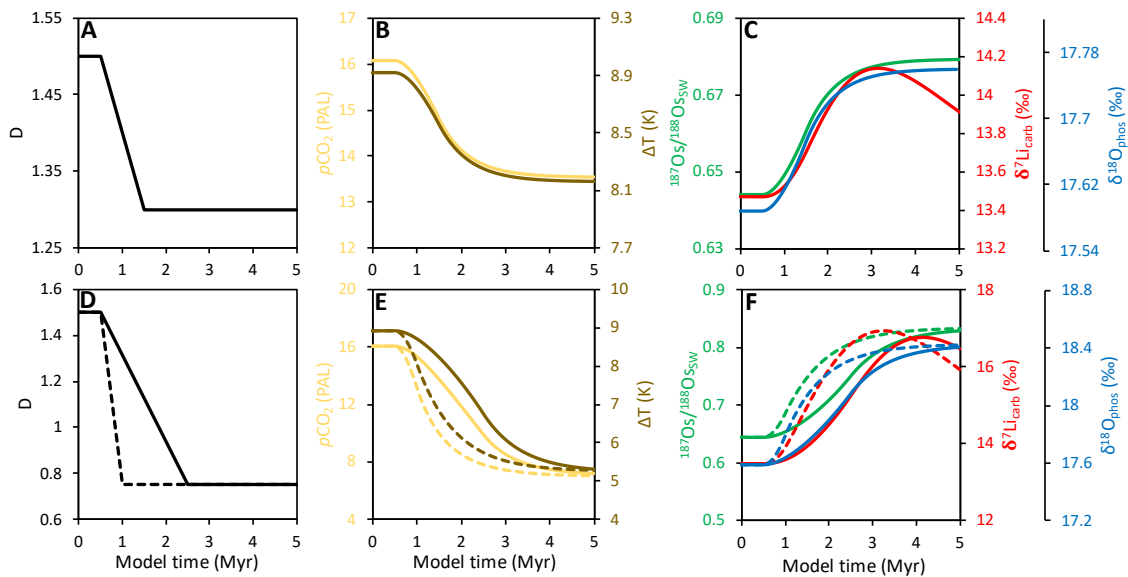 A
B
C
1.55
1.45
1.35
1.25
D
0 1 2 3 4 5
17
16
15
14
13
12
pCO₂ (PAL)
0 1 2 3 4 5
9.3
8.9
8.5
8.1
7.7
ΔT (K)
0.69
0.67
0.65
0.63
¹⁸⁷Os/¹⁸⁸Os_SW
0 1 2 3 4 5
14.4
14.2
14
13.8
13.6
13.4
13.2
δ⁷Li_carb (‰)
17.78
17.7
17.62
17.54
δ¹⁸O_phos (‰)
D
E
F
1.6
1.4
1.2
1
0.8
0.6
D
0 1 2 3 4 5
Model time (Myr)
20
16
12
8
4
pCO₂ (PAL)
0 1 2 3 4 5
Model time (Myr)
10
9
8
7
6
5
4
ΔT (K)
0.9
0.8
0.7
0.6
0.5
¹⁸⁷Os/¹⁸⁸Os_SW
0 1 2 3 4 5
Model time (Myr)
18
16
14
12
δ⁷Li_carb (‰)
18.8
18.4
18
17.6
17.2
δ¹⁸O_phos (‰)